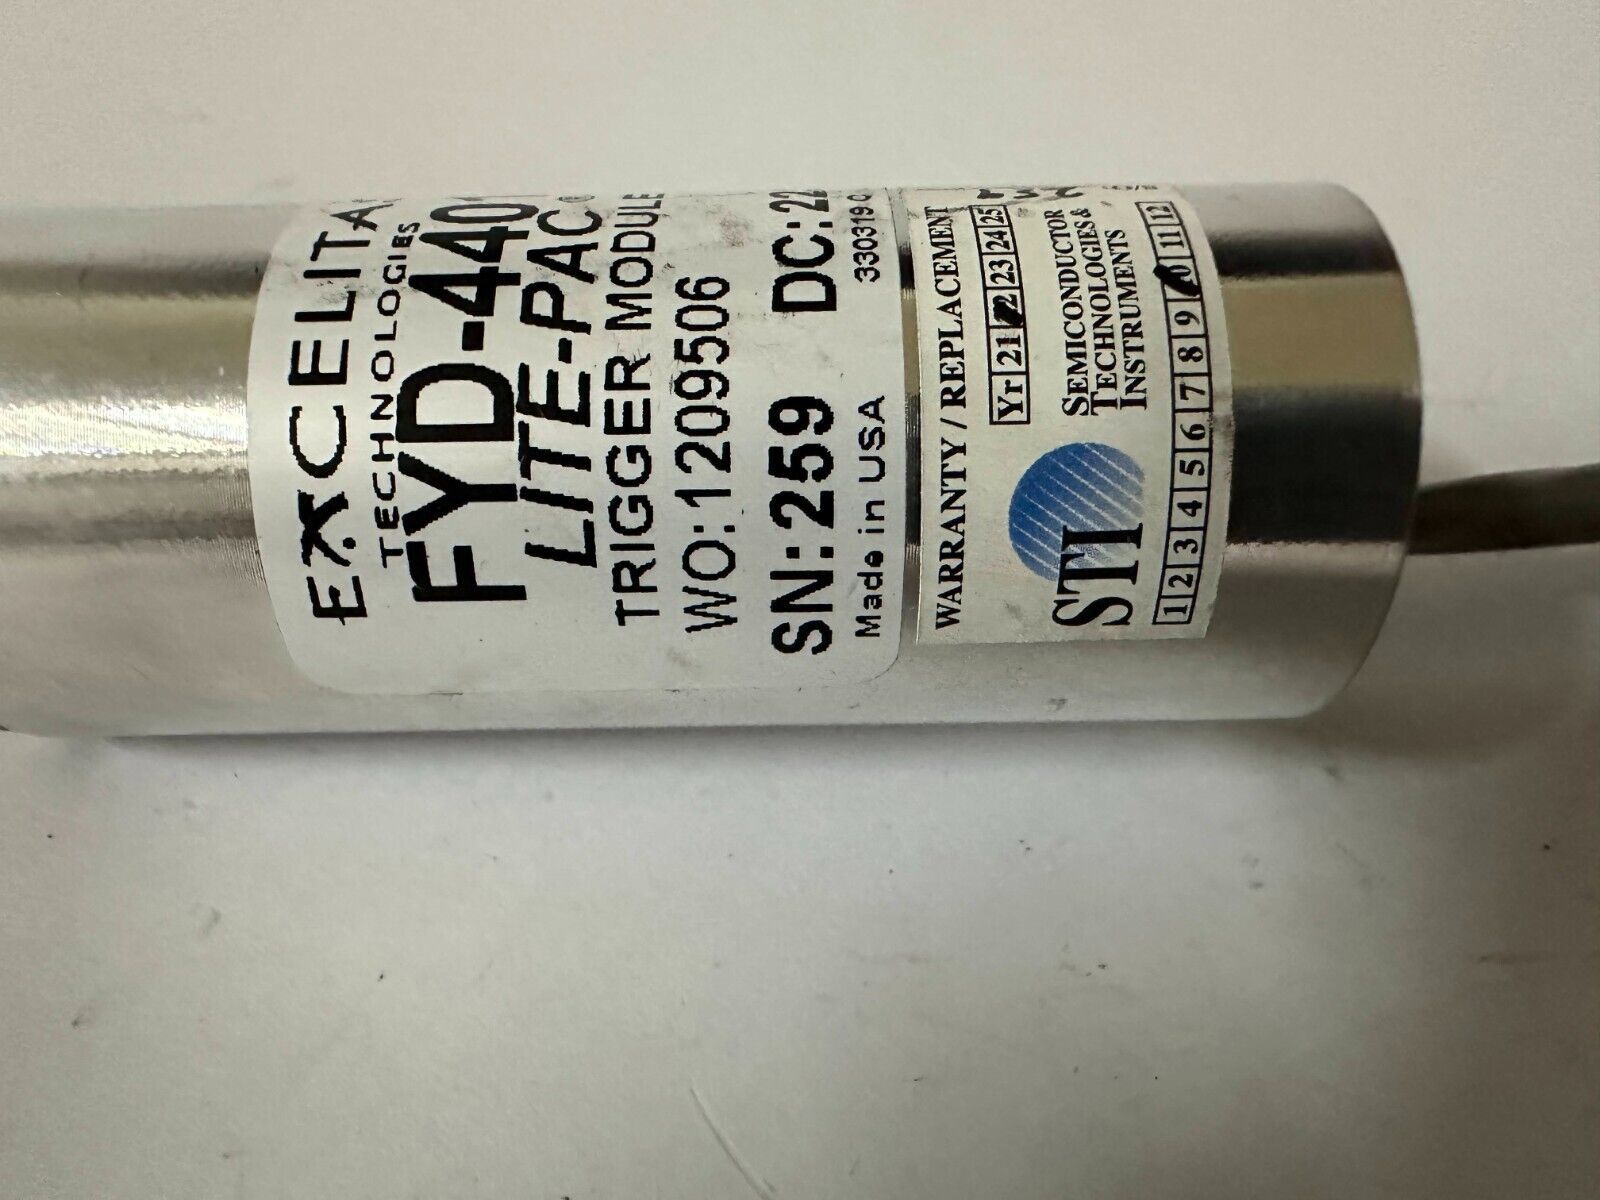 EXCELITA
TECHNOLOGIES
FYD-440
LITE-PAC
TRIGGER MODULE
WO:1209506
SN:259 DC:22
Made in USA 330319
WARRANTY / REPLACEMENT
Yr 21 23 24 25
STI
SEMICONDUCTOR
TECHNOLOGIES &
INSTRUMENTS
1 2 3 4 5 6 7 8 9 10 11 12